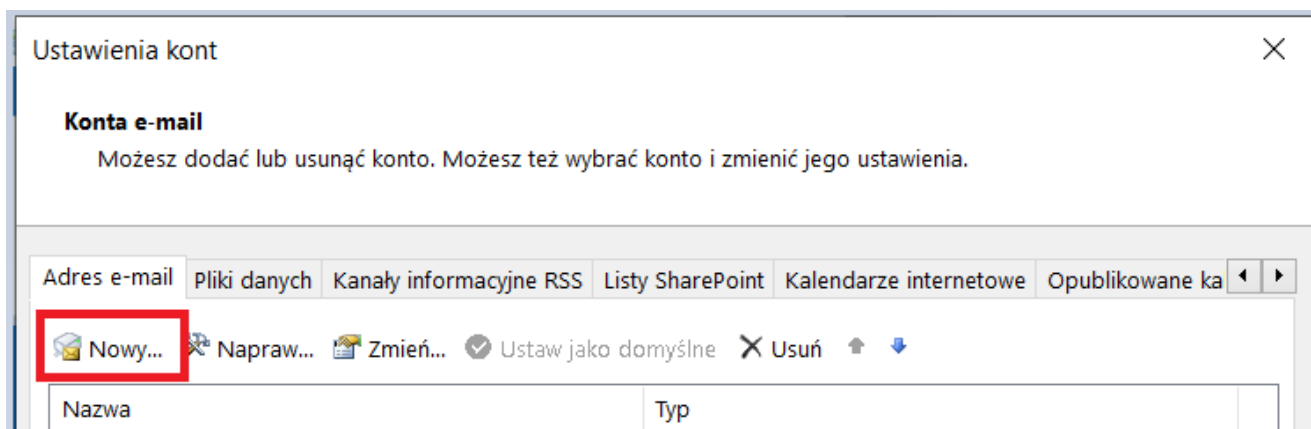 Ustawienia kont
Konta e-mail
Możesz dodać lub usunąć konto. Możesz też wybrać konto i zmienić jego ustawienia.
Adres e-mail Pliki danych Kanały informacyjne RSS Listy SharePoint Kalendarze internetowe Opublikowane ka
Nowy... Napraw... Zmień... Ustaw jako domyślne Usuń
Nazwa Typ